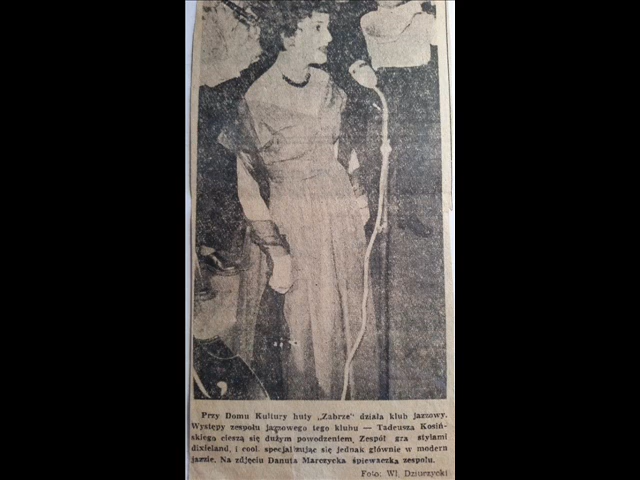 Przy Domu Kultury huty „Zabrze" działa klub jazzowy.
Występy zespołu jazzowego tego klubu — Tadeusza Kosiń-
skiego cieszą się dużym powodzeniem. Zespół gra stylami
dixieland, i cool, specjalizując się jednak głównie w modern
jazzie. Na zdjęciu Danuta Marczycka śpiewaczka zespołu.
Foto: Wł. Dziurzycki